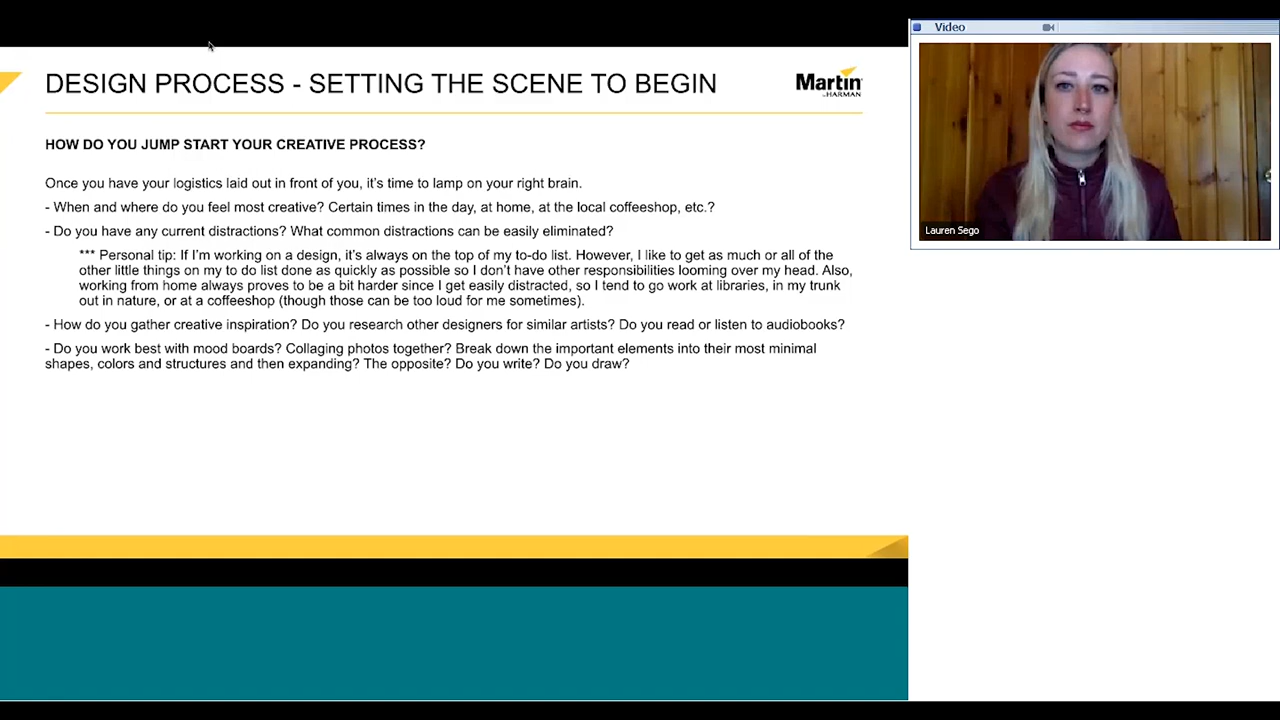 DESIGN PROCESS - SETTING THE SCENE TO BEGIN
Martin
by HARMAN
HOW DO YOU JUMP START YOUR CREATIVE PROCESS?
Once you have your logistics laid out in front of you, it's time to lamp on your right brain.
- When and where do you feel most creative? Certain times in the day, at home, at the local coffeeshop, etc.?
- Do you have any current distractions? What common distractions can be easily eliminated?
*** Personal tip: If I'm working on a design, it's always on the top of my to-do list. However, I like to get as much or all of the
other little things on my to do list done as quickly as possible so I don't have other responsibilities looming over my head. Also,
working from home always proves to be a bit harder since I get easily distracted, so I tend to go work at libraries, in my trunk
out in nature, or at a coffeeshop (though those can be too loud for me sometimes).
- How do you gather creative inspiration? Do you research other designers for similar artists? Do you read or listen to audiobooks?
- Do you work best with mood boards? Collaging photos together? Break down the important elements into their most minimal
shapes, colors and structures and then expanding? The opposite? Do you write? Do you draw?
Video
Lauren Sego